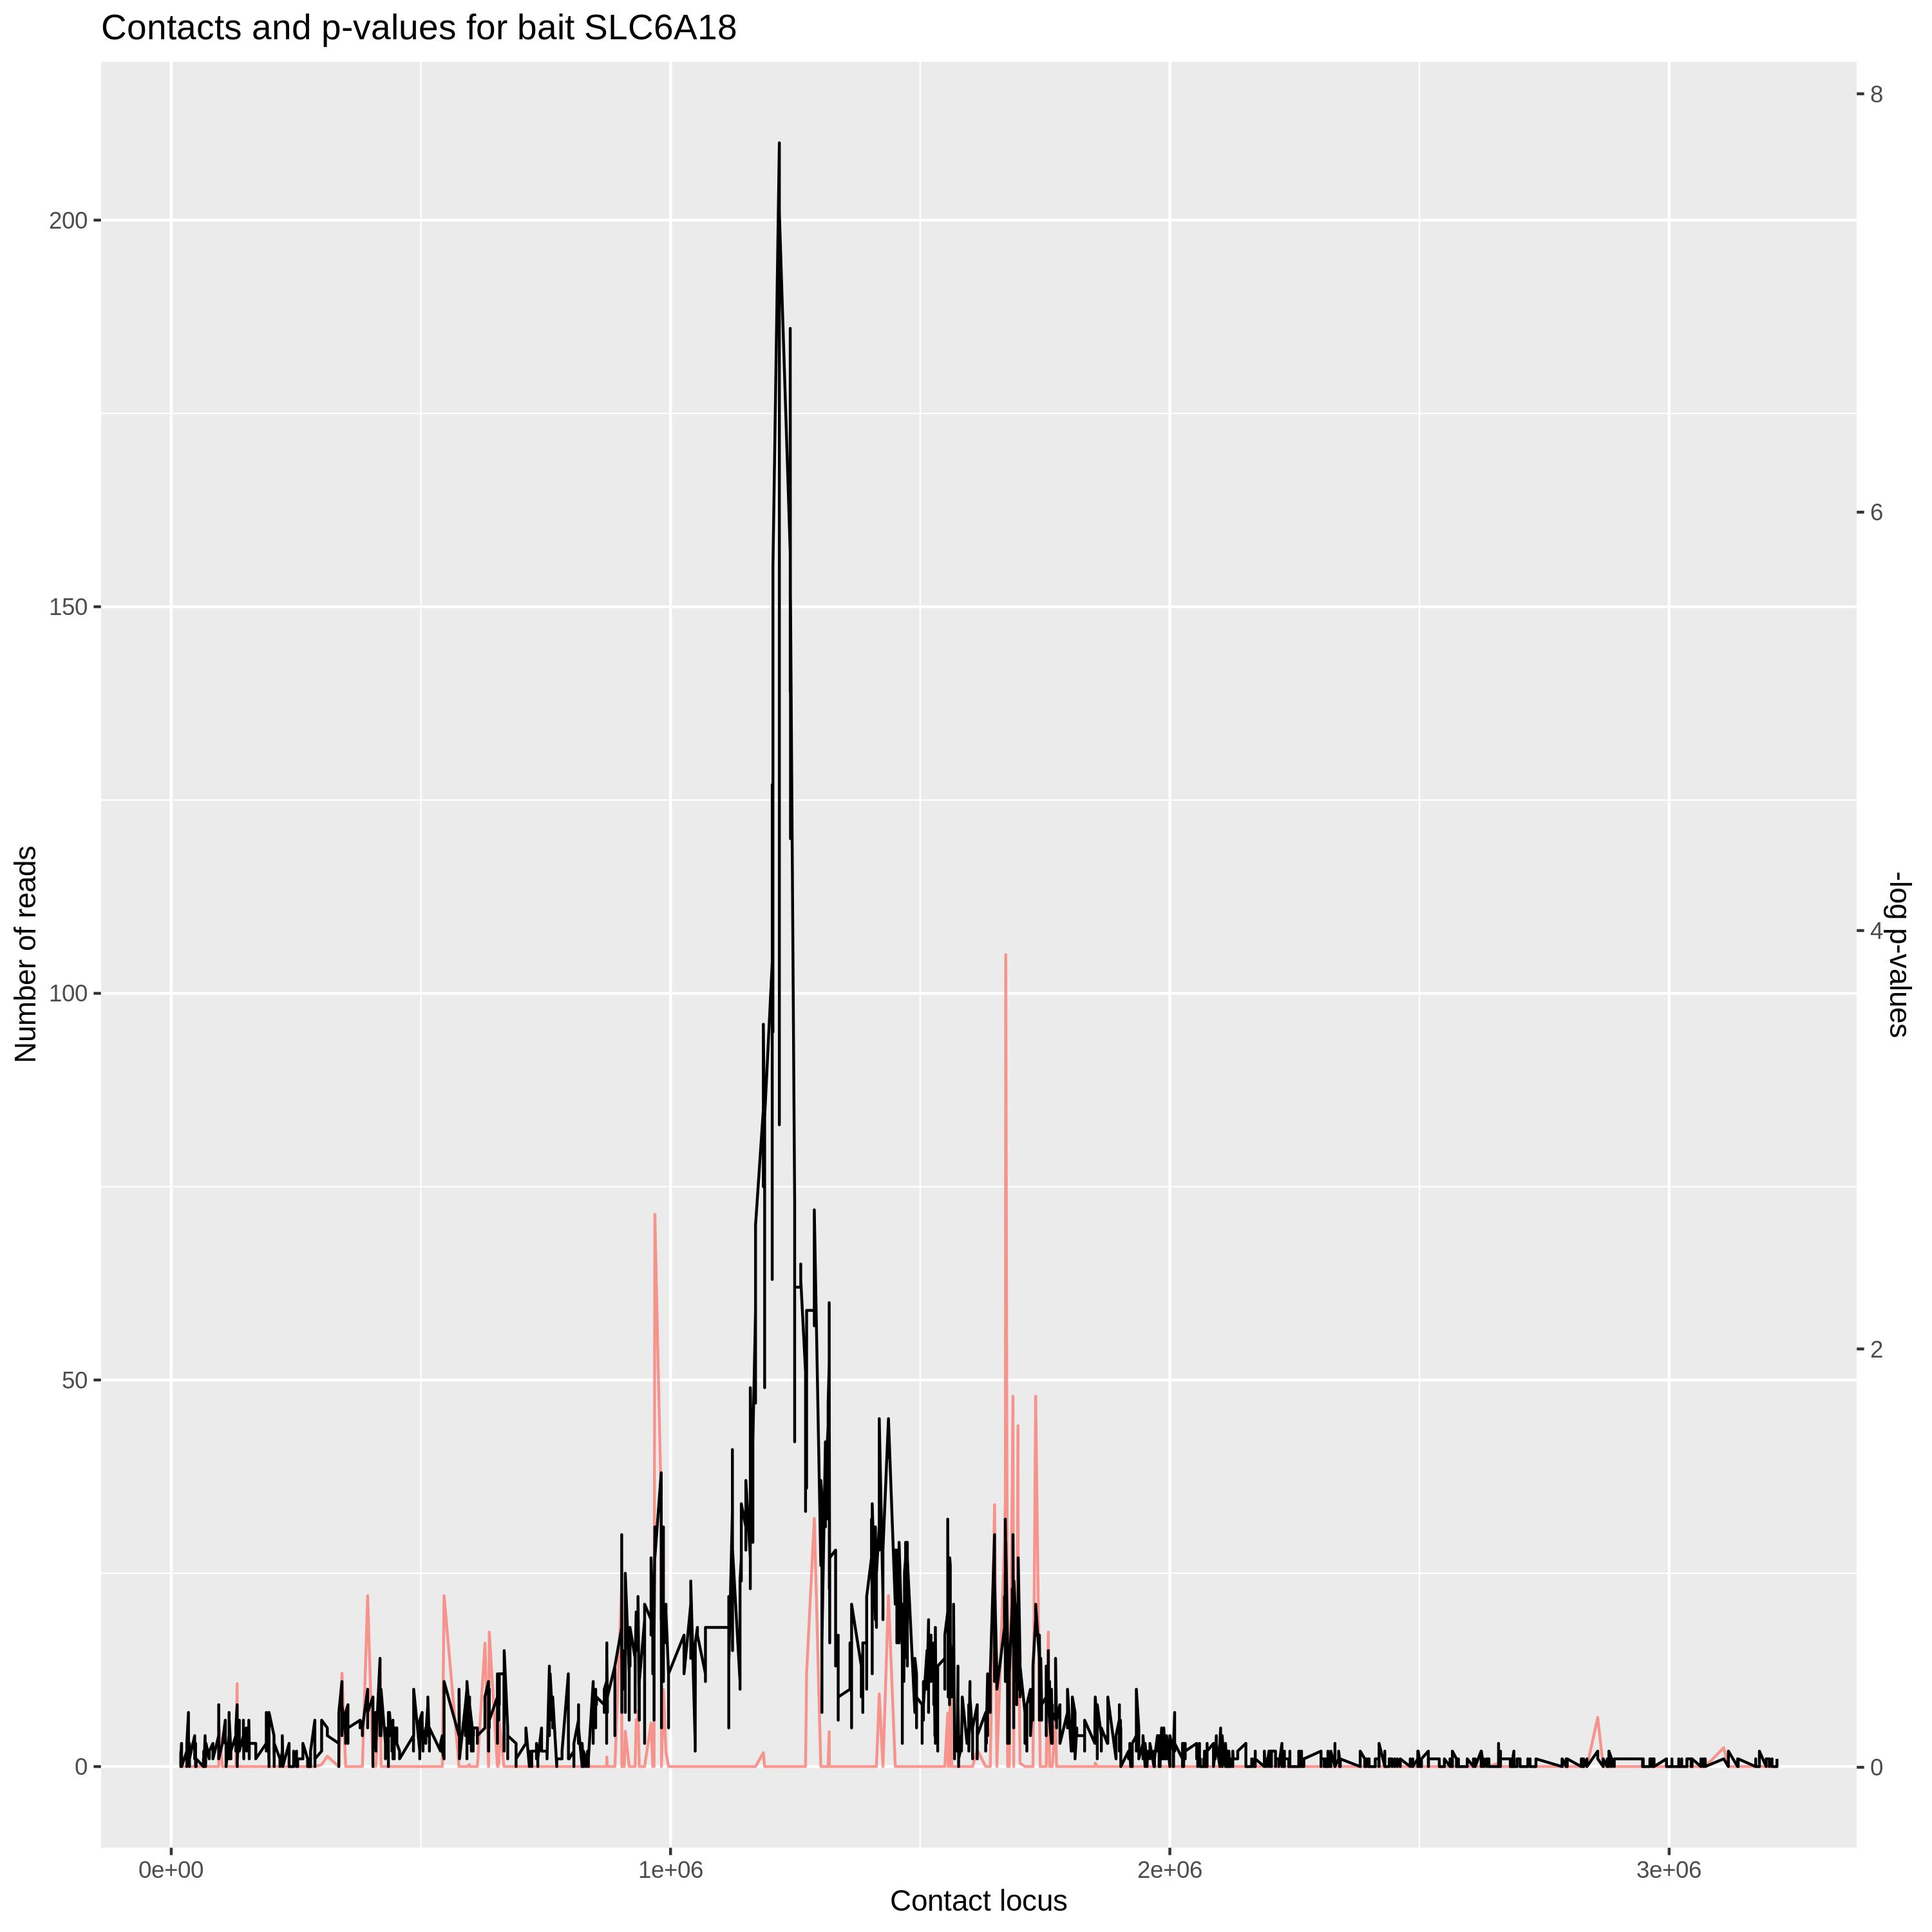 Contacts and p-values for bait SLC6A18
Number of reads
200
150
100
50
0
8
6
4
2
0
-log p-values
0e+00 1e+06 2e+06 3e+06
Contact locus